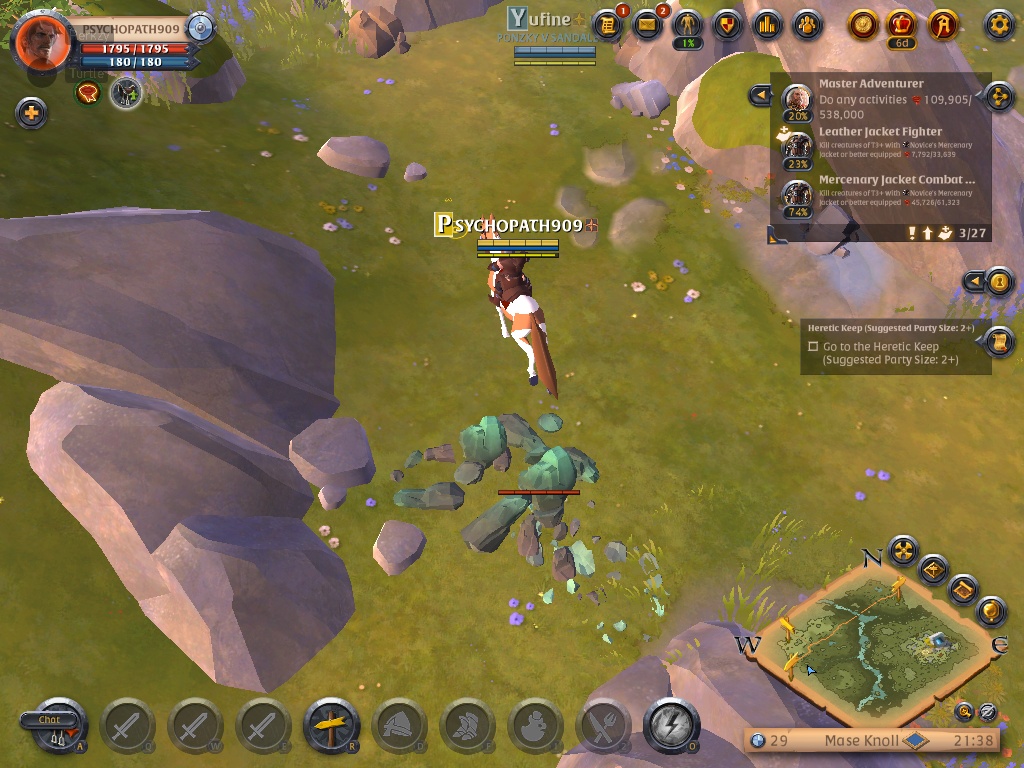 PSYCHOPATH909
1795/1795
180/180
Turtle
Yufine
1
2
1%
6d
Master Adventurer
Do any activities 109,905/
538,000
20%
Leather Jacket Fighter
Kill creatures of T3+ with Novice's Mercenary
Jacket or better equipped 7,792/33,639
23%
Mercenary Jacket Combat ...
Kill creatures of T3+ with Novice's Mercenary
Jacket or better equipped 45,726/61,323
74%
3/27
PSYCHOPATH909
Heretic Keep (Suggested Party Size: 2+)
Go to the Heretic Keep
(Suggested Party Size: 2+)
N
W
E
Chat
A
Q
W
E
R
D
F
O
29
Mase Knoll
21:38